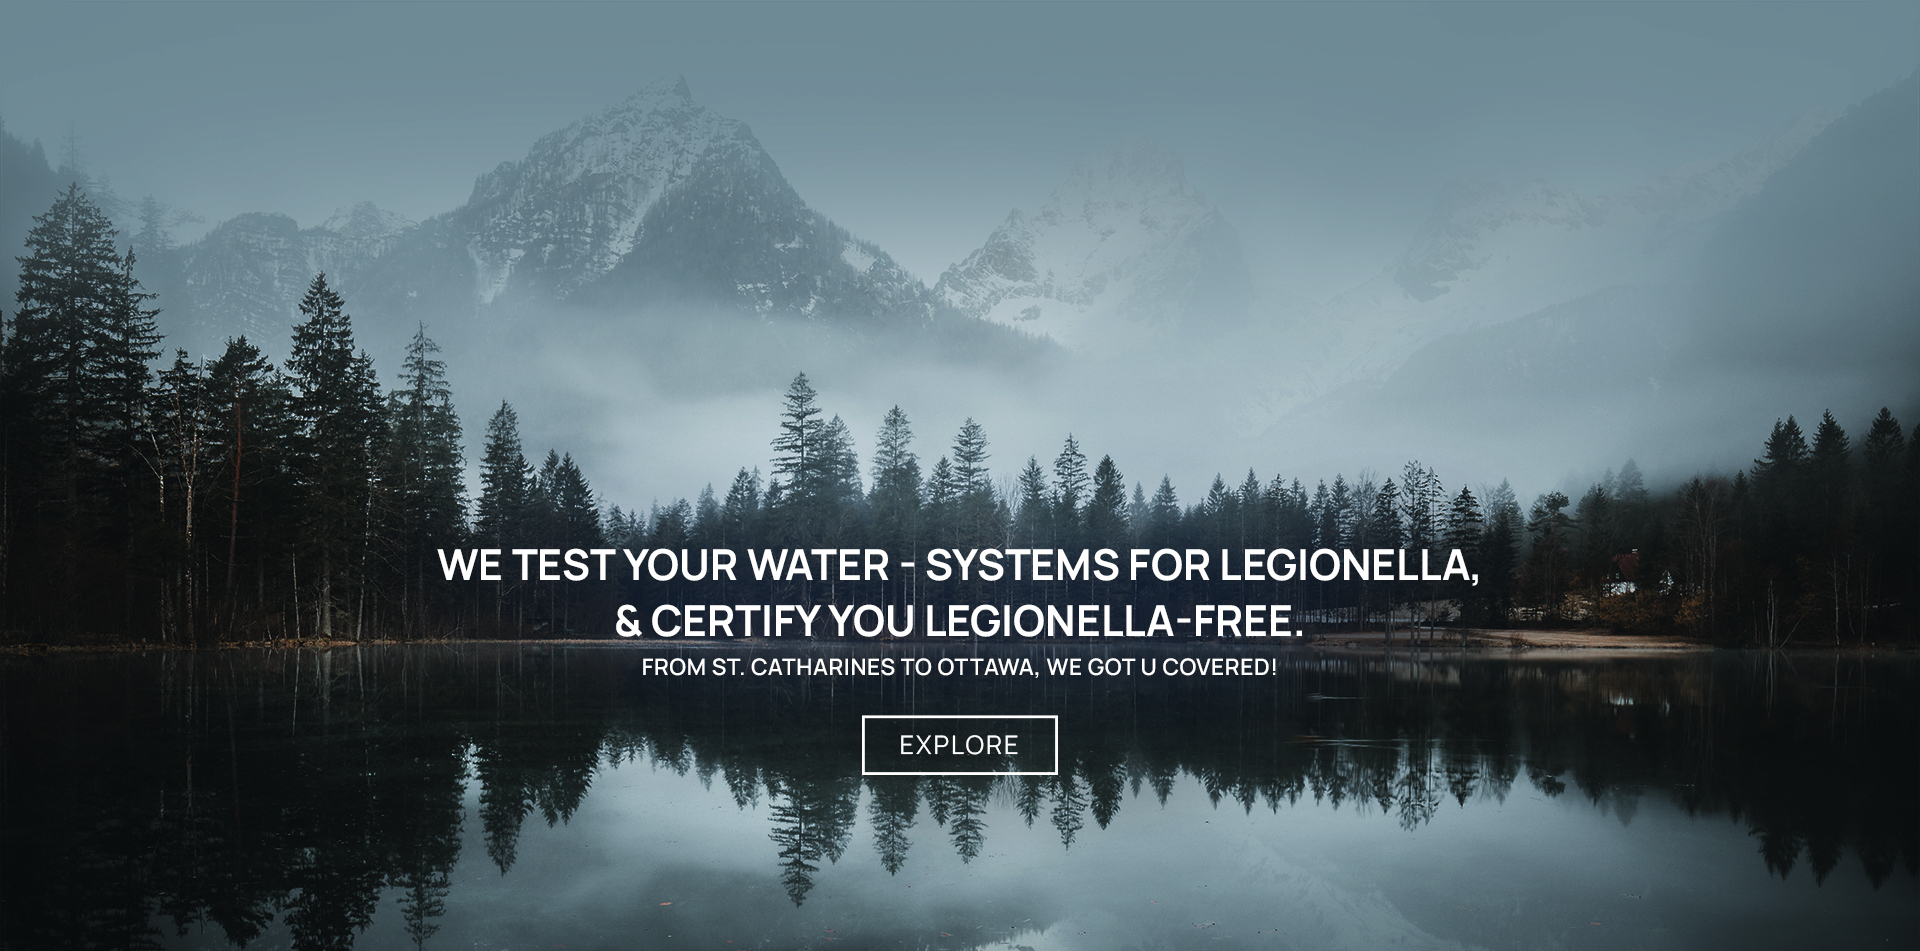 WE TEST YOUR WATER - SYSTEMS FOR LEGIONELLA,
& CERTIFY YOU LEGIONELLA-FREE.
FROM ST. CATHARINES TO OTTAWA, WE GOT U COVERED!
EXPLORE